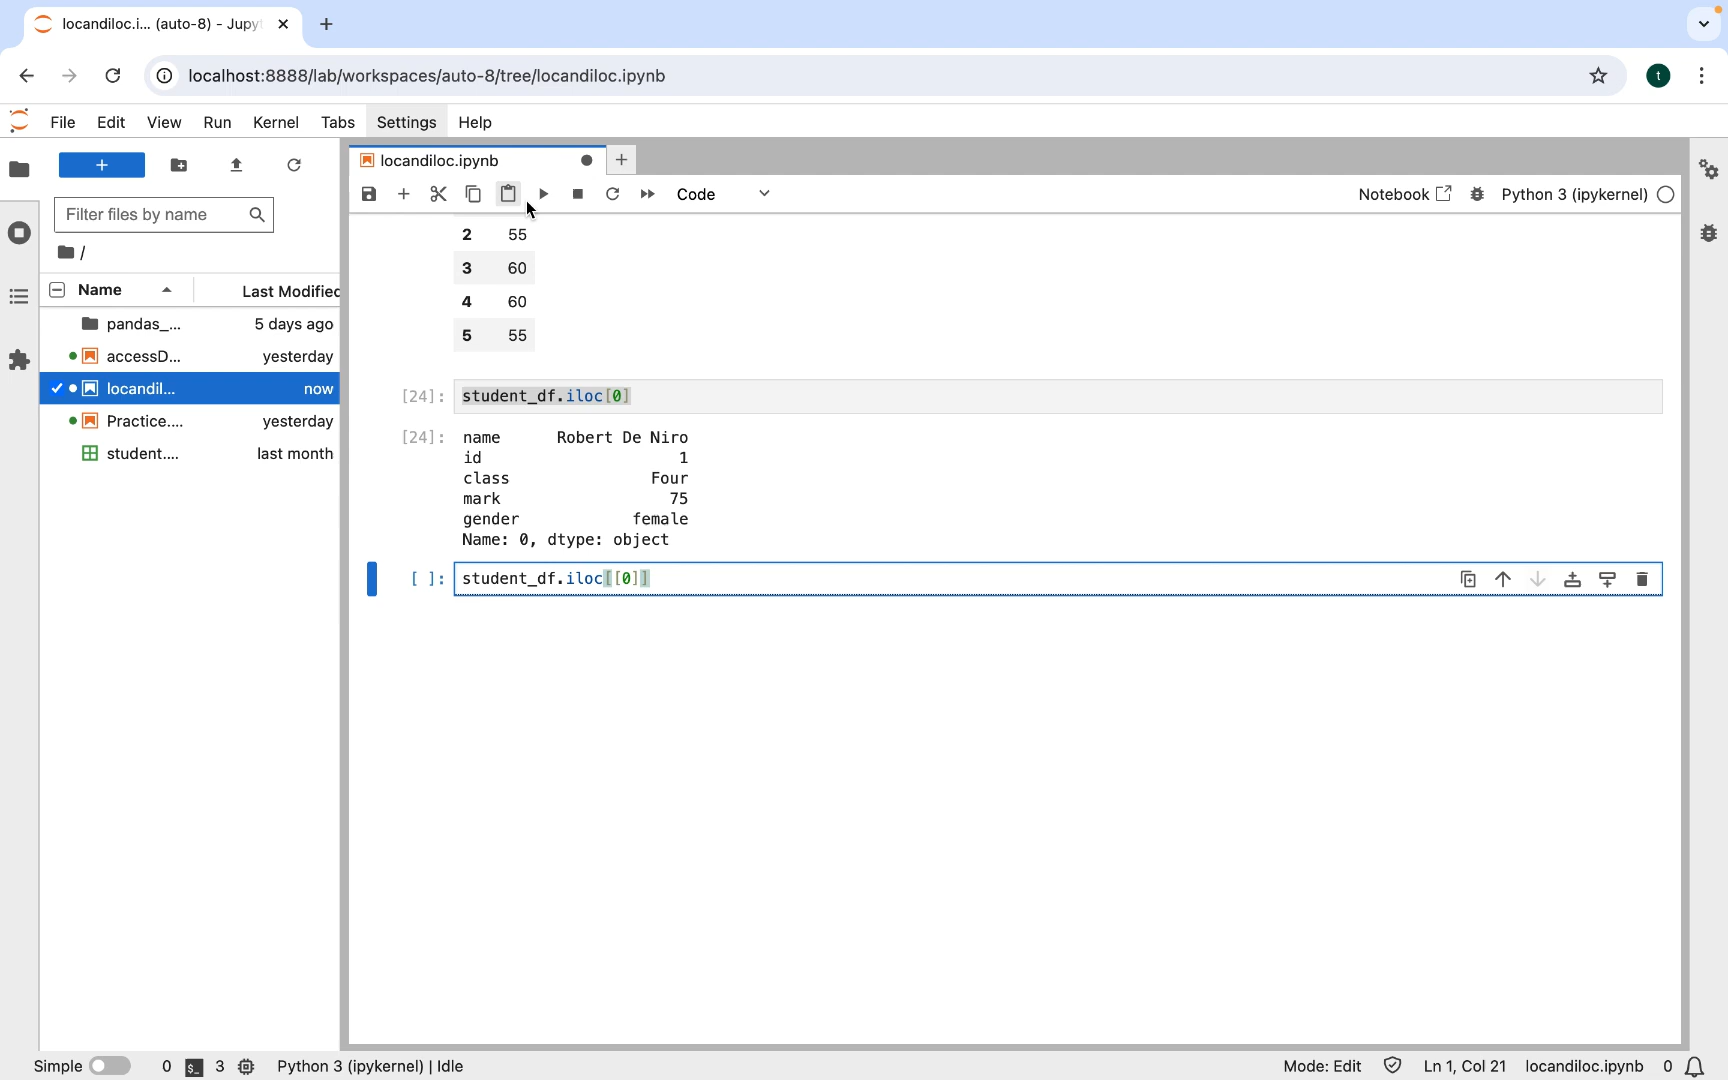 locandiloc.i... (auto-8) - Jupy
localhost:8888/lab/workspaces/auto-8/tree/locandiloc.ipynb
t
File Edit View Run Kernel Tabs Settings Help
locandiloc.ipynb
Code
Notebook
Python 3 (ipykernel)
Filter files by name
/
Name Last Modified
pandas_... 5 days ago
accessD... yesterday
locandil... now
Practice.... yesterday
student.... last month
2 55
3 60
4 60
5 55
[24]: student_df.iloc[0]
[24]: name Robert De Niro
id 1
class Four
mark 75
gender female
Name: 0, dtype: object
[ ]: student_df.iloc[[0]]
Simple 0 $_ 3 Python 3 (ipykernel) | Idle Mode: Edit Ln 1, Col 21 locandiloc.ipynb 0